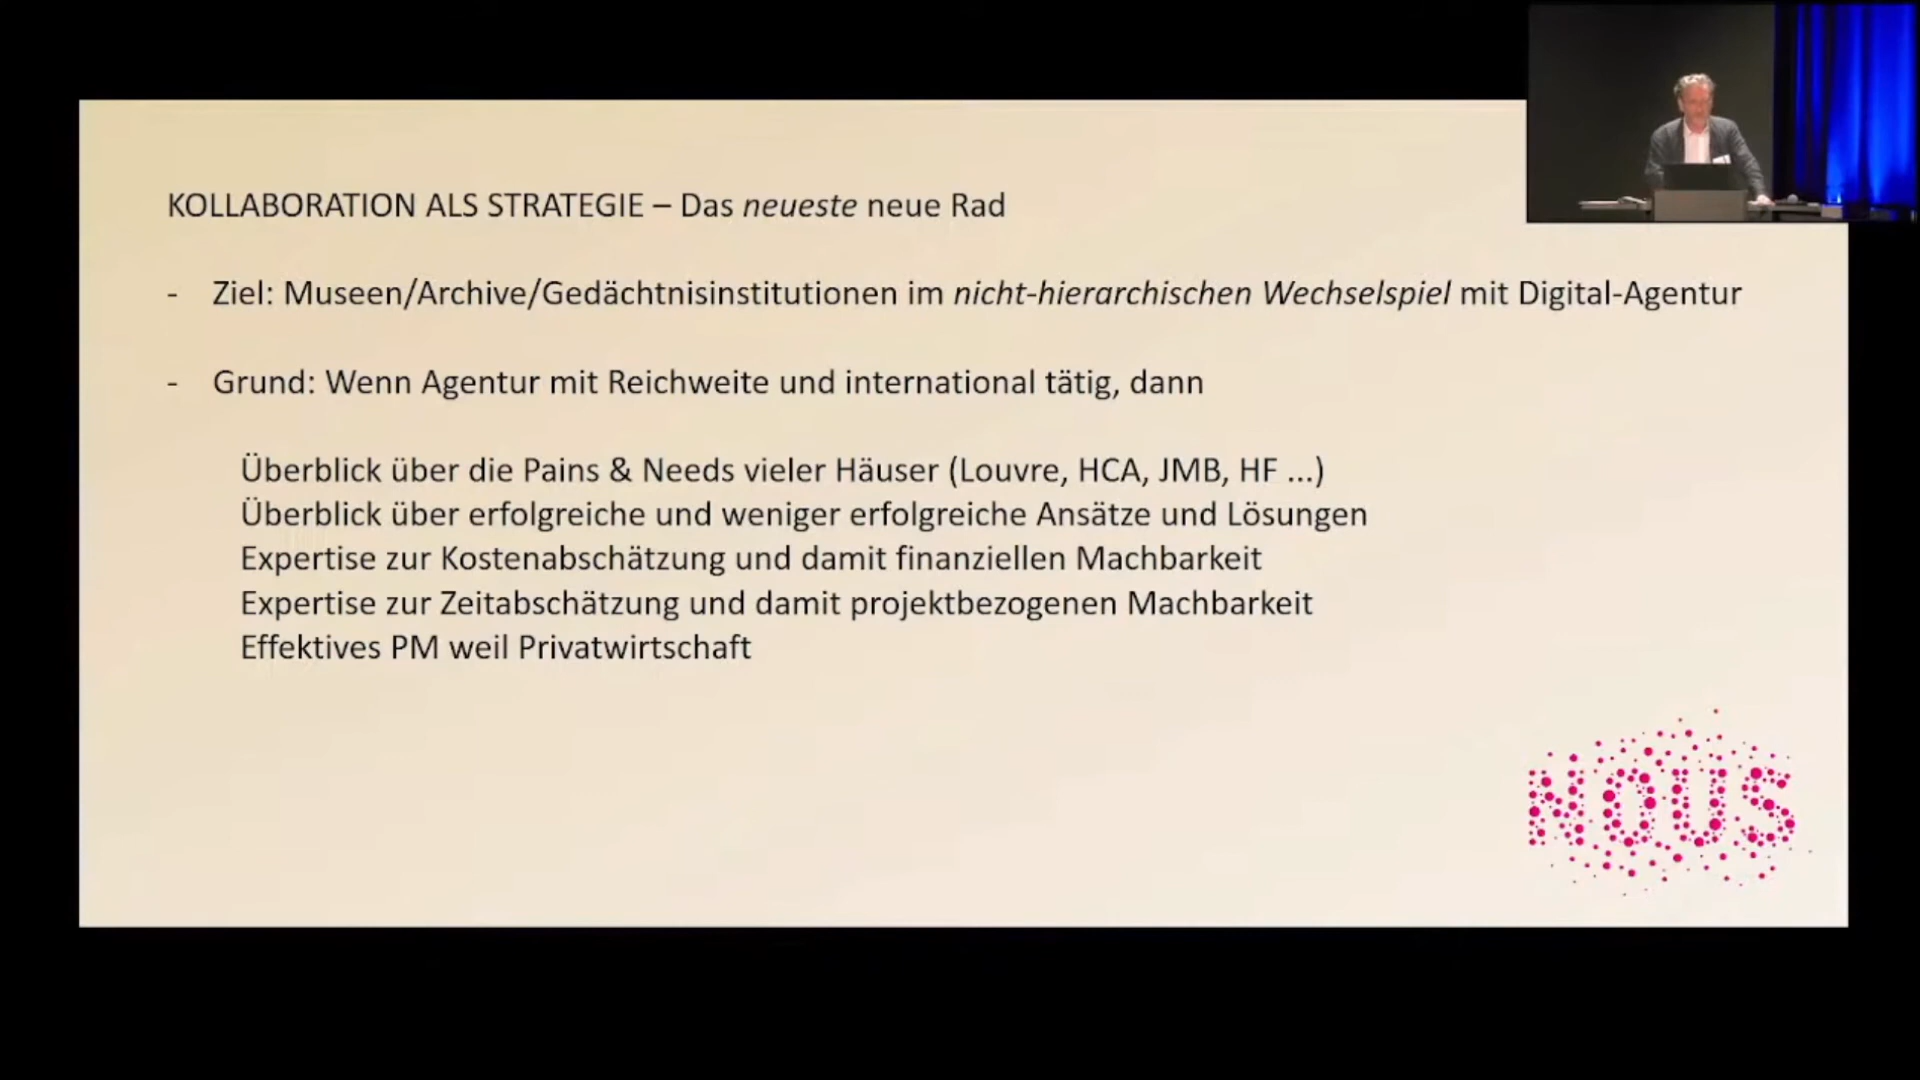 KOLLABORATION ALS STRATEGIE – Das neueste neue Rad
- Ziel: Museen/Archive/Gedächtnisinstitutionen im nicht-hierarchischen Wechselspiel mit Digital-Agentur
- Grund: Wenn Agentur mit Reichweite und international tätig, dann
Überblick über die Pains & Needs vieler Häuser (Louvre, HCA, JMB, HF ...)
Überblick über erfolgreiche und weniger erfolgreiche Ansätze und Lösungen
Expertise zur Kostenabschätzung und damit finanziellen Machbarkeit
Expertise zur Zeitabschätzung und damit projektbezogenen Machbarkeit
Effektives PM weil Privatwirtschaft
NOUS